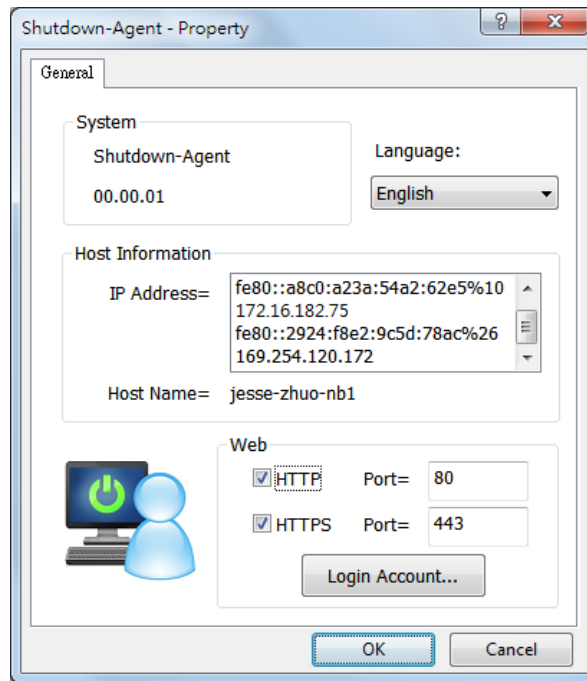 Shutdown-Agent - Property
General
System
Shutdown-Agent
00.00.01
Language:
English
Host Information
IP Address=
fe80::a8c0:a23a:54a2:62e5%10
172.16.182.75
fe80::2924:f8e2:9c5d:78ac%26
169.254.120.172
Host Name= jesse-zhuo-nb1
Web
HTTP Port= 80
HTTPS Port= 443
Login Account...
OK Cancel